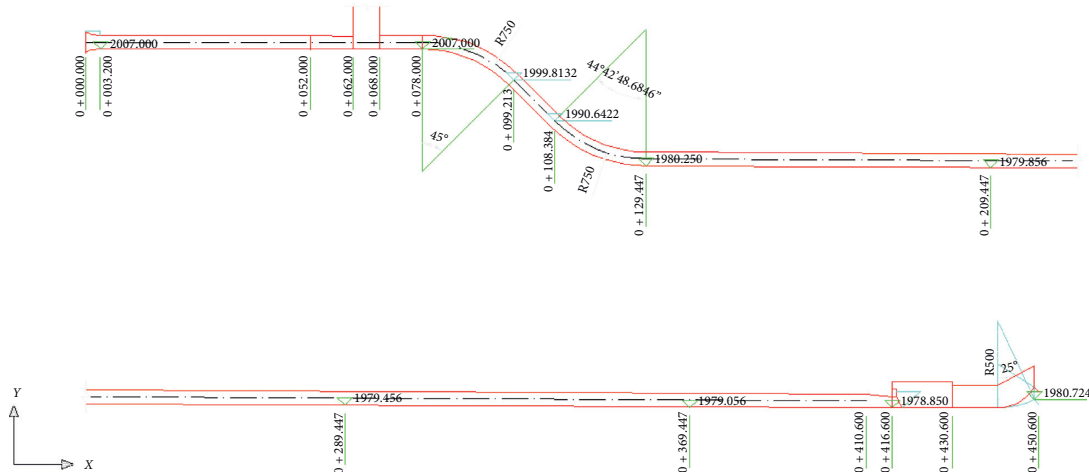 R750
2007.000
2007.000
1999.8132
44°42'48.6846"
1990.6422
45°
0 + 000.000
0 + 003.200
0 + 052.000
0 + 062.000
0 + 068.000
0 + 078.000
0 + 099.213
0 + 108.384
R750
1980.250
1979.856
0 + 129.447
0 + 209.447
R500
25°
Y
1979.456
1979.056
1978.850
1980.724
X
0 + 289.447
0 + 369.447
0 + 410.600
0 + 416.600
0 + 430.600
0 + 450.600